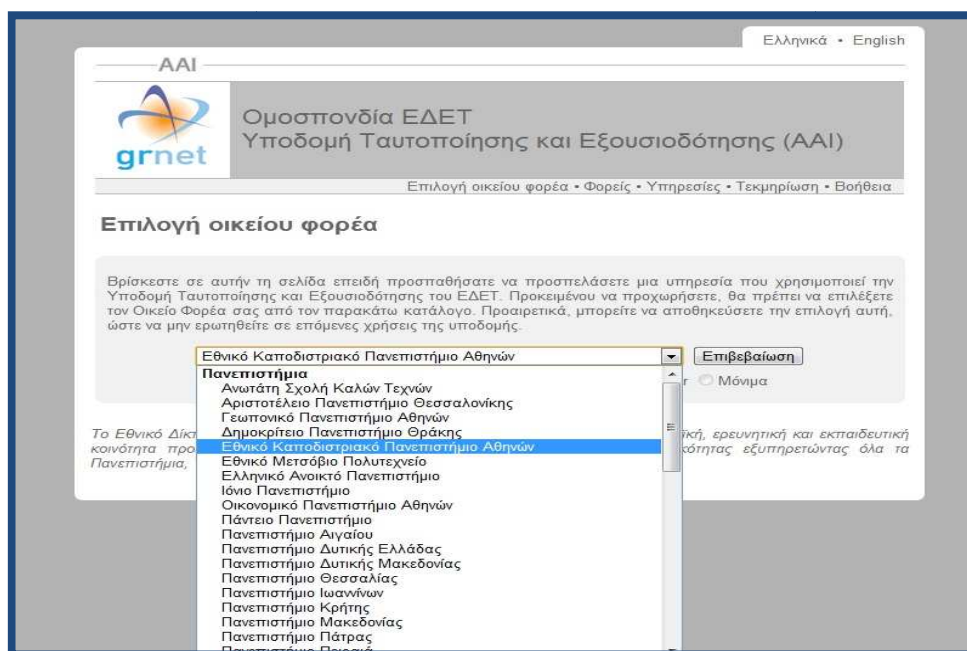 Ελληνικά • English
AAI
grnet
Ομοσπονδία ΕΔΕΤ
Υποδομή Ταυτοποίησης και Εξουσιοδότησης (AAI)
Επιλογή οικείου φορέα • Φορείς • Υπηρεσίες • Τεκμηρίωση • Βοήθεια
Επιλογή οικείου φορέα
Βρίσκεστε σε αυτήν τη σελίδα επειδή προσπαθήσατε να προσπελάσετε μια υπηρεσία που χρησιμοποιεί την
Υποδομή Ταυτοποίησης και Εξουσιοδότησης του ΕΔΕΤ. Προκειμένου να προχωρήσετε, θα πρέπει να επιλέξετε
τον Οικείο Φορέα σας από τον παρακάτω κατάλογο. Προαιρετικά, μπορείτε να αποθηκεύσετε την επιλογή αυτή,
ώστε να μην ερωτηθείτε σε επόμενες χρήσεις της υποδομής.
Εθνικό Καποδιστριακό Πανεπιστήμιο Αθηνών Επιβεβαίωση
Πανεπιστήμια
Μόνιμα
Ανωτάτη Σχολή Καλών Τεχνών
Αριστοτέλειο Πανεπιστήμιο Θεσσαλονίκης
Γεωπονικό Πανεπιστήμιο Αθηνών
Το Εθνικό Δίκτ Δημοκρίτειο Πανεπιστήμιο Θράκης ϊκή, ερευνητική και εκπαιδευτική
κοινότητα προ Εθνικό Καποδιστριακό Πανεπιστήμιο Αθηνών κότητας εξυπηρετώντας όλα τα
Πανεπιστήμια, Εθνικό Μετσόβιο Πολυτεχνείο
Ελληνικό Ανοικτό Πανεπιστήμιο
Ιόνιο Πανεπιστήμιο
Οικονομικό Πανεπιστήμιο Αθηνών
Πάντειο Πανεπιστήμιο
Πανεπιστήμιο Αιγαίου
Πανεπιστήμιο Δυτικής Ελλάδας
Πανεπιστήμιο Δυτικής Μακεδονίας
Πανεπιστήμιο Θεσσαλίας
Πανεπιστήμιο Ιωαννίνων
Πανεπιστήμιο Κρήτης
Πανεπιστήμιο Μακεδονίας
Πανεπιστήμιο Πάτρας
Πανεπιστήμιο Πειραιά